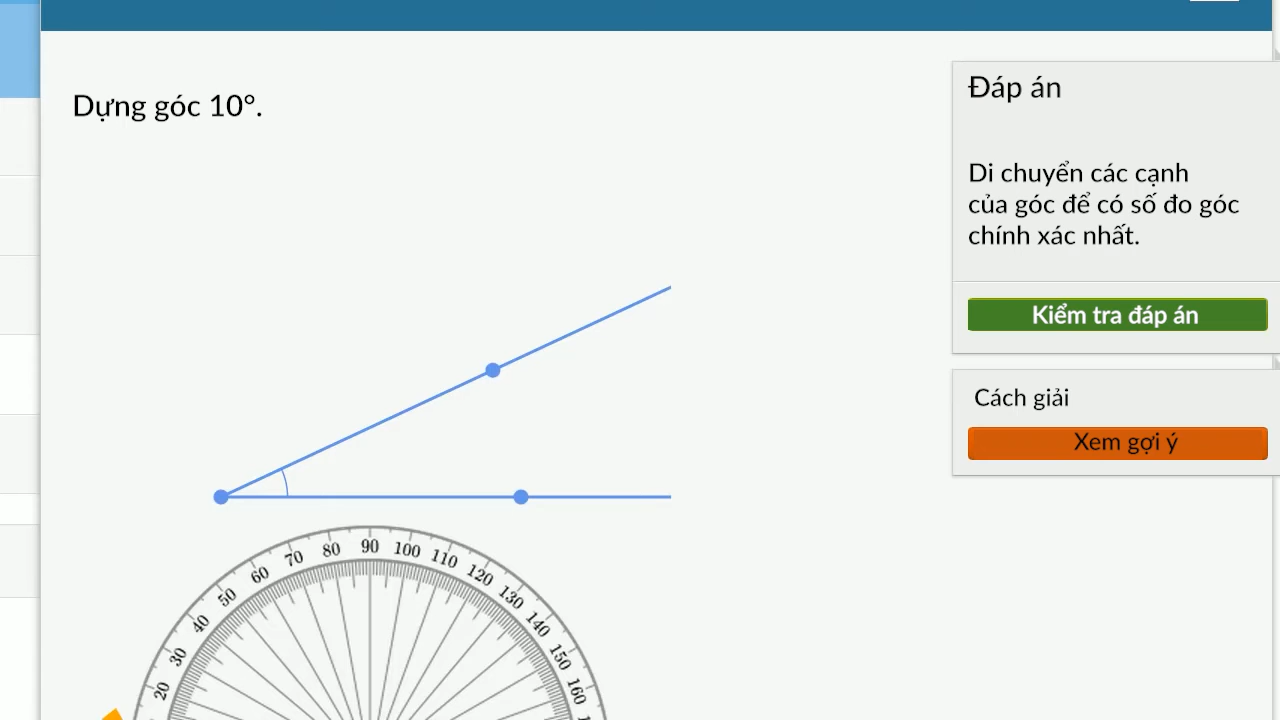 Dựng góc 10°.
Đáp án
Di chuyển các cạnh
của góc để có số đo góc
chính xác nhất.
Kiểm tra đáp án
Cách giải
Xem gợi ý
20
30
40
50
60
70
80
90
100
110
120
130
140
150
160